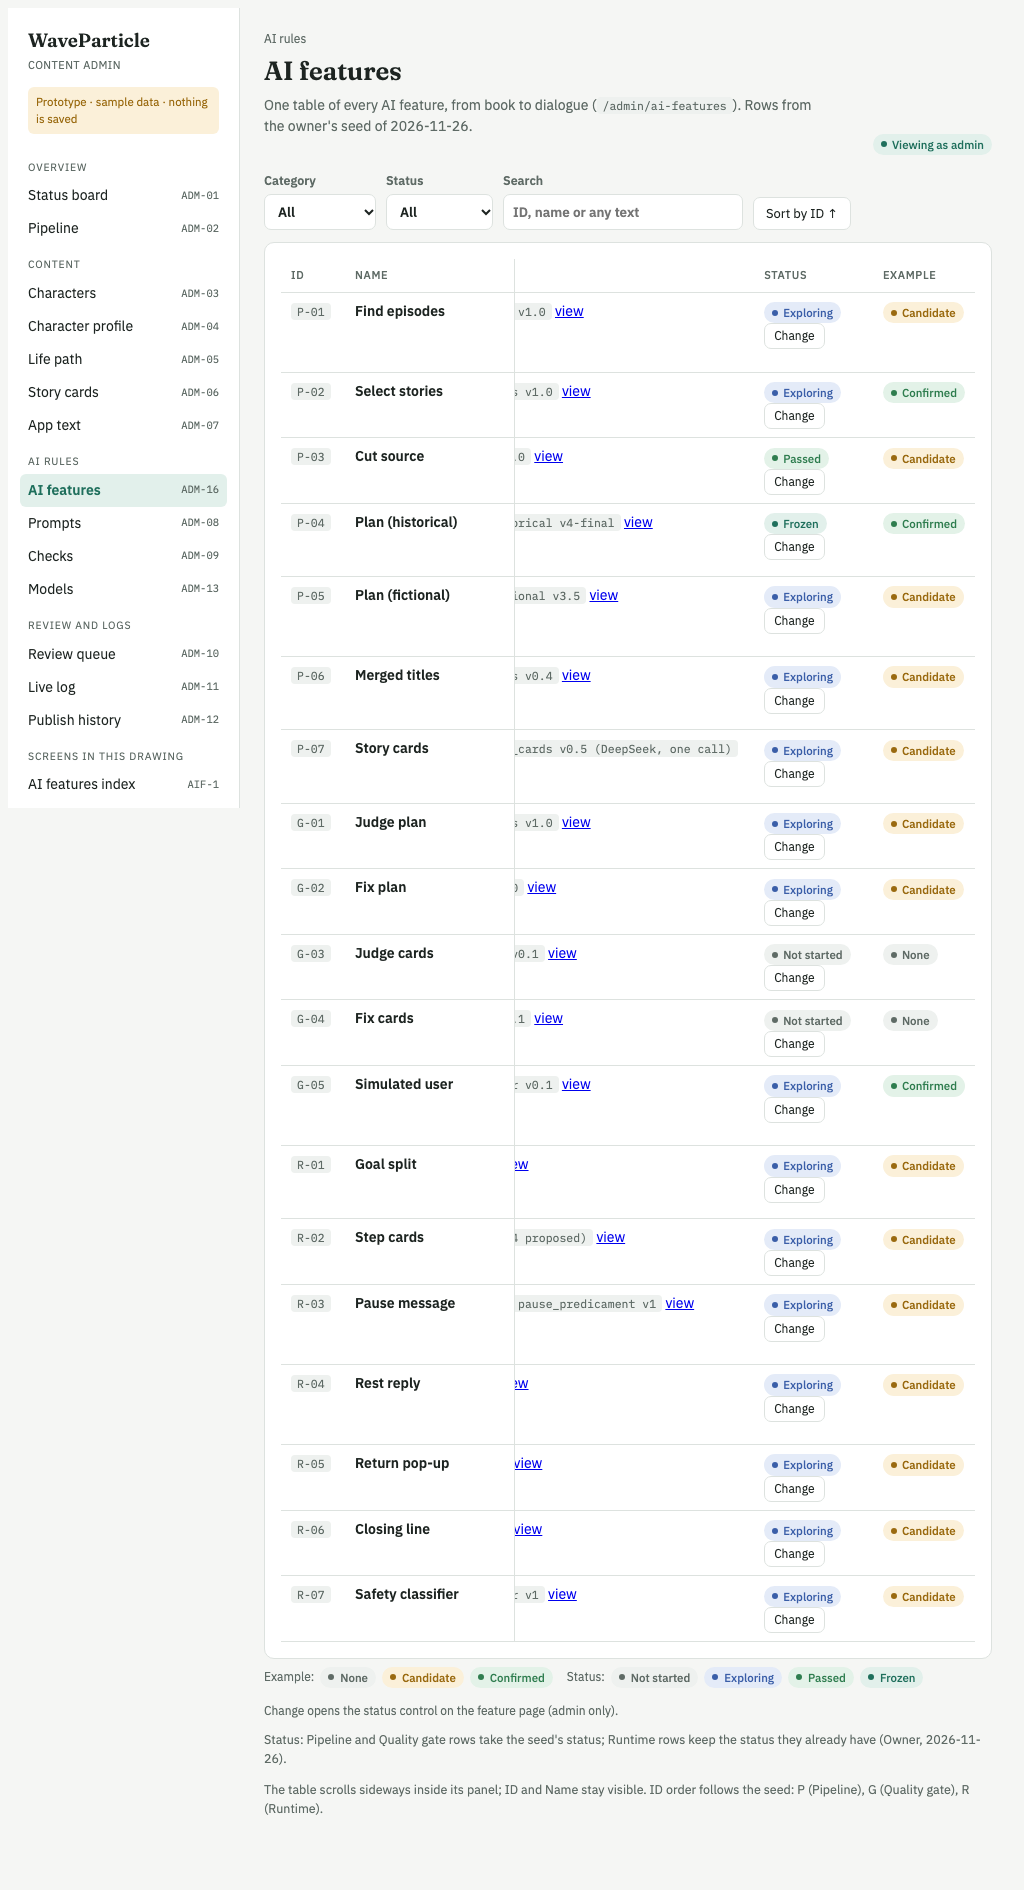 WaveParticle
CONTENT ADMIN
Prototype · sample data · nothing
is saved
OVERVIEW
Status board ADM-01
Pipeline ADM-02
CONTENT
Characters ADM-03
Character profile ADM-04
Life path ADM-05
Story cards ADM-06
App text ADM-07
AI RULES
AI features ADM-16
Prompts ADM-08
Checks ADM-09
Models ADM-13
REVIEW AND LOGS
Review queue ADM-10
Live log ADM-11
Publish history ADM-12
SCREENS IN THIS DRAWING
AI features index AIF-1
AI rules
AI features
One table of every AI feature, from book to dialogue ( /admin/ai-features ). Rows from
the owner's seed of 2026-11-26.
Viewing as admin
Category Status Search
All All ID, name or any text Sort by ID ↑
ID NAME STATUS EXAMPLE
P-01 Find episodes v1.0 view Exploring Candidate
Change
P-02 Select stories v1.0 view Exploring Confirmed
Change
P-03 Cut source .0 view Passed Candidate
Change
P-04 Plan (historical) orical v4-final view Frozen Confirmed
Change
P-05 Plan (fictional) ional v3.5 view Exploring Candidate
Change
P-06 Merged titles s v0.4 view Exploring Candidate
Change
P-07 Story cards _cards v0.5 (DeepSeek, one call) Exploring Candidate
Change
G-01 Judge plan s v1.0 view Exploring Candidate
Change
G-02 Fix plan view Exploring Candidate
Change
G-03 Judge cards v0.1 view Not started None
Change
G-04 Fix cards .1 view Not started None
Change
G-05 Simulated user r v0.1 view Exploring Confirmed
Change
R-01 Goal split ew Exploring Candidate
Change
R-02 Step cards 4 proposed) view Exploring Candidate
Change
R-03 Pause message pause_predicament v1 view Exploring Candidate
Change
R-04 Rest reply ew Exploring Candidate
Change
R-05 Return pop-up view Exploring Candidate
Change
R-06 Closing line view Exploring Candidate
Change
R-07 Safety classifier r v1 view Exploring Candidate
Change
Example: None Candidate Confirmed Status: Not started Exploring Passed Frozen
Change opens the status control on the feature page (admin only).
Status: Pipeline and Quality gate rows take the seed's status; Runtime rows keep the status they already have (Owner, 2026-11-
26).
The table scrolls sideways inside its panel; ID and Name stay visible. ID order follows the seed: P (Pipeline), G (Quality gate), R
(Runtime).